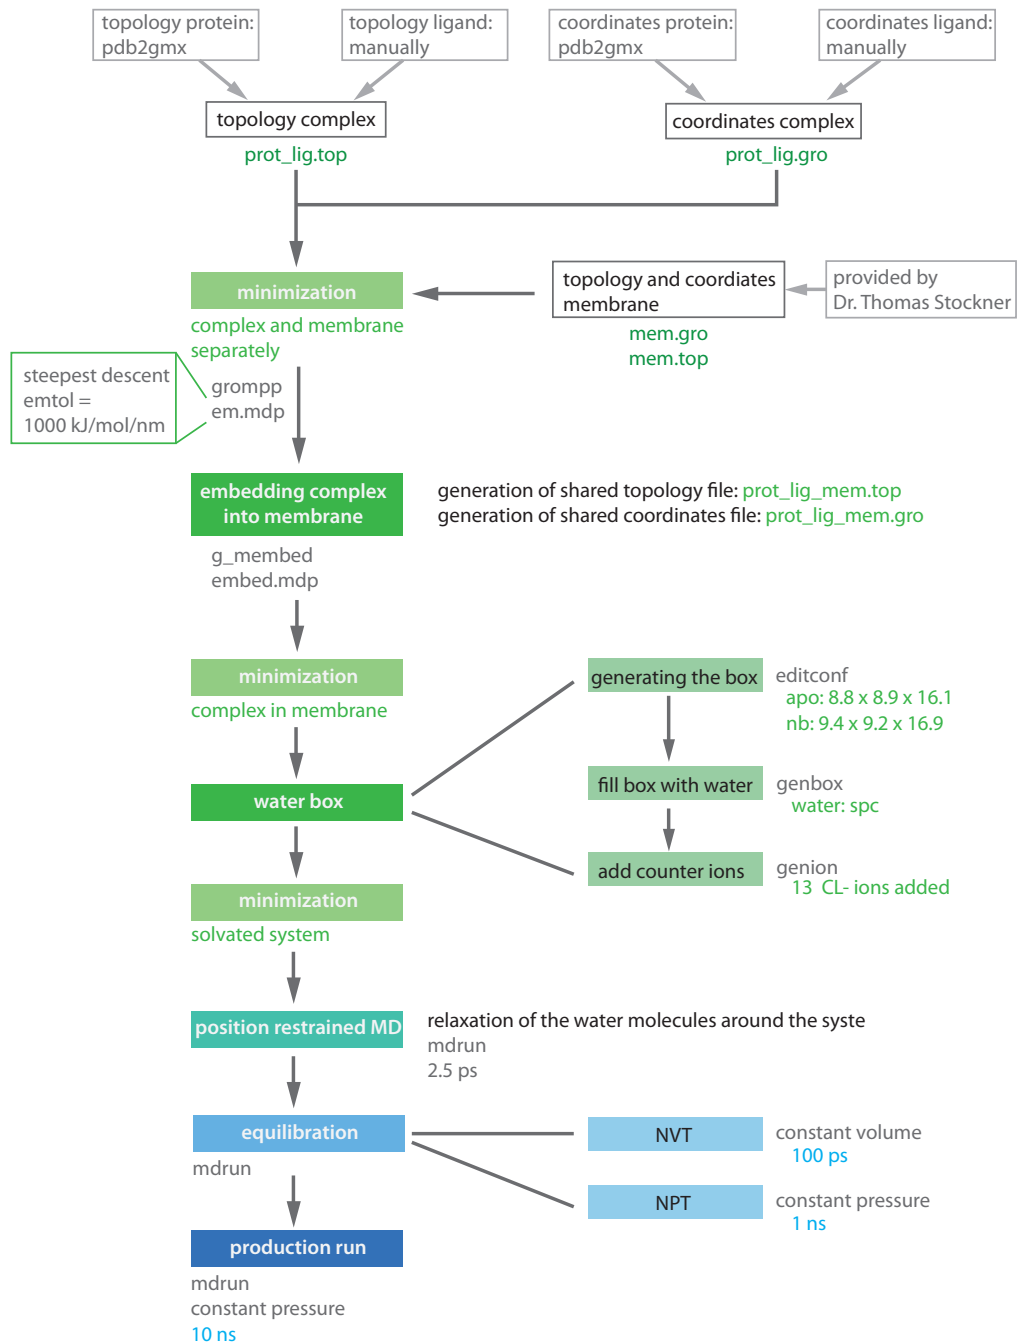 topology protein:
pdb2gmx
topology ligand:
manually
coordinates protein:
pdb2gmx
coordinates ligand:
manually
topology complex
prot_lig.top
coordinates complex
prot_lig.gro
minimization
complex and membrane
separately
topology and coordiates
membrane
mem.gro
mem.top
provided by
Dr. Thomas Stockner
steepest descent
emtol =
1000 kJ/mol/nm
grompp
em.mdp
embedding complex
into membrane
generation of shared topology file: prot_lig_mem.top
generation of shared coordinates file: prot_lig_mem.gro
g_membed
embed.mdp
minimization
complex in membrane
generating the box
editconf
apo: 8.8 x 8.9 x 16.1
nb: 9.4 x 9.2 x 16.9
water box
fill box with water
genbox
water: spc
add counter ions
genion
13 CL- ions added
minimization
solvated system
position restrained MD
relaxation of the water molecules around the syste
mdrun
2.5 ps
equilibration
mdrun
NVT
constant volume
100 ps
NPT
constant pressure
1 ns
production run
mdrun
constant pressure
10 ns